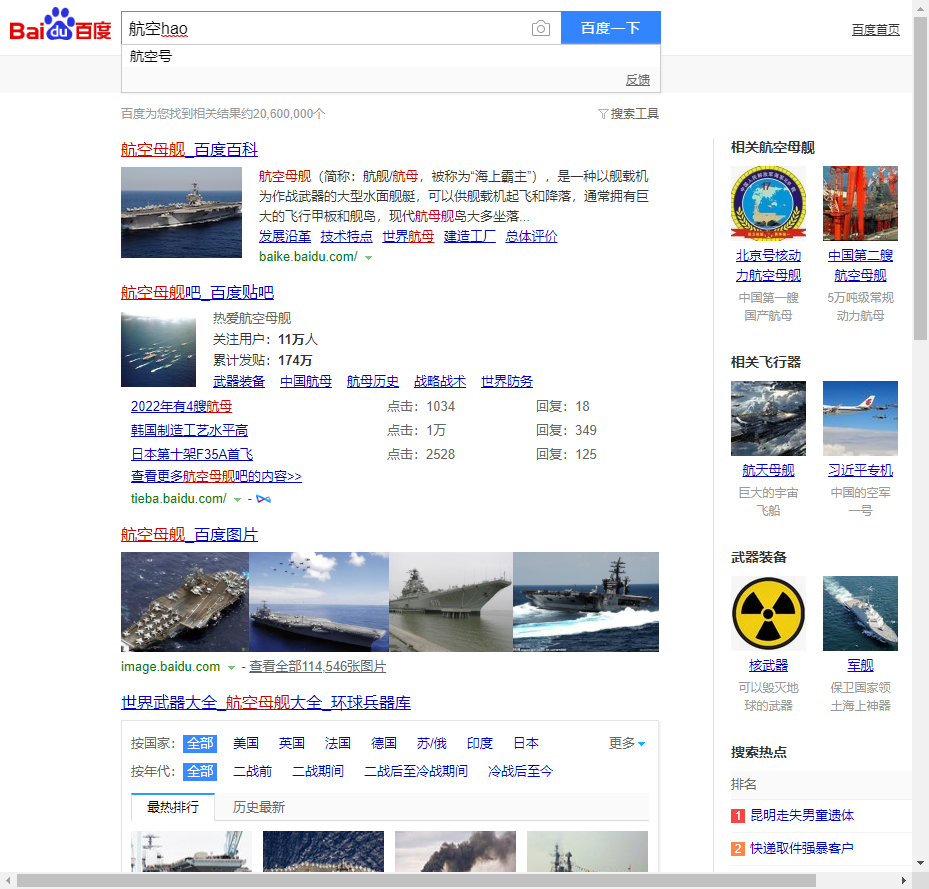 Bai du 百度
航空hao
百度一下
百度首页
航空号
反馈
百度为您找到相关结果约20,600,000个
搜索工具
航空母舰_百度百科
航空母舰（简称：航舰/航母，被称为“海上霸主”），是一种以舰载机
为作战武器的大型水面舰艇，可以供舰载机起飞和降落，通常拥有巨
大的飞行甲板和舰岛，现代航母舰岛大多坐落...
发展沿革 技术特点 世界航母 建造工厂 总体评价
baike.baidu.com/
航空母舰吧_百度贴吧
热爱航空母舰
关注用户：11万人
累计发贴：174万
武器装备 中国航母 航母历史 战略战术 世界防务
2022年有4艘航母 点击：1034 回复：18
韩国制造工艺水平高 点击：1万 回复：349
日本第十架F35A首飞 点击：2528 回复：125
查看更多航空母舰吧的内容>>
tieba.baidu.com/ -
航空母舰_百度图片
image.baidu.com - 查看全部114,546张图片
世界武器大全_航空母舰大全_环球兵器库
按国家： 全部 美国 英国 法国 德国 苏/俄 印度 日本 更多
按年代： 全部 二战前 二战期间 二战后至冷战期间 冷战后至今
最热排行 历史最新
相关航空母舰
北京号核动
力航空母舰
中国第一艘
国产航母
中国第二艘
航空母舰
5万吨级常规
动力航母
相关飞行器
航天母舰
巨大的宇宙
飞船
习近平专机
中国的空军
一号
武器装备
核武器
可以毁灭地
球的武器
军舰
保卫国家领
土海上神器
搜索热点
排名
1 昆明走失男童遗体
2 快递取件强暴客户